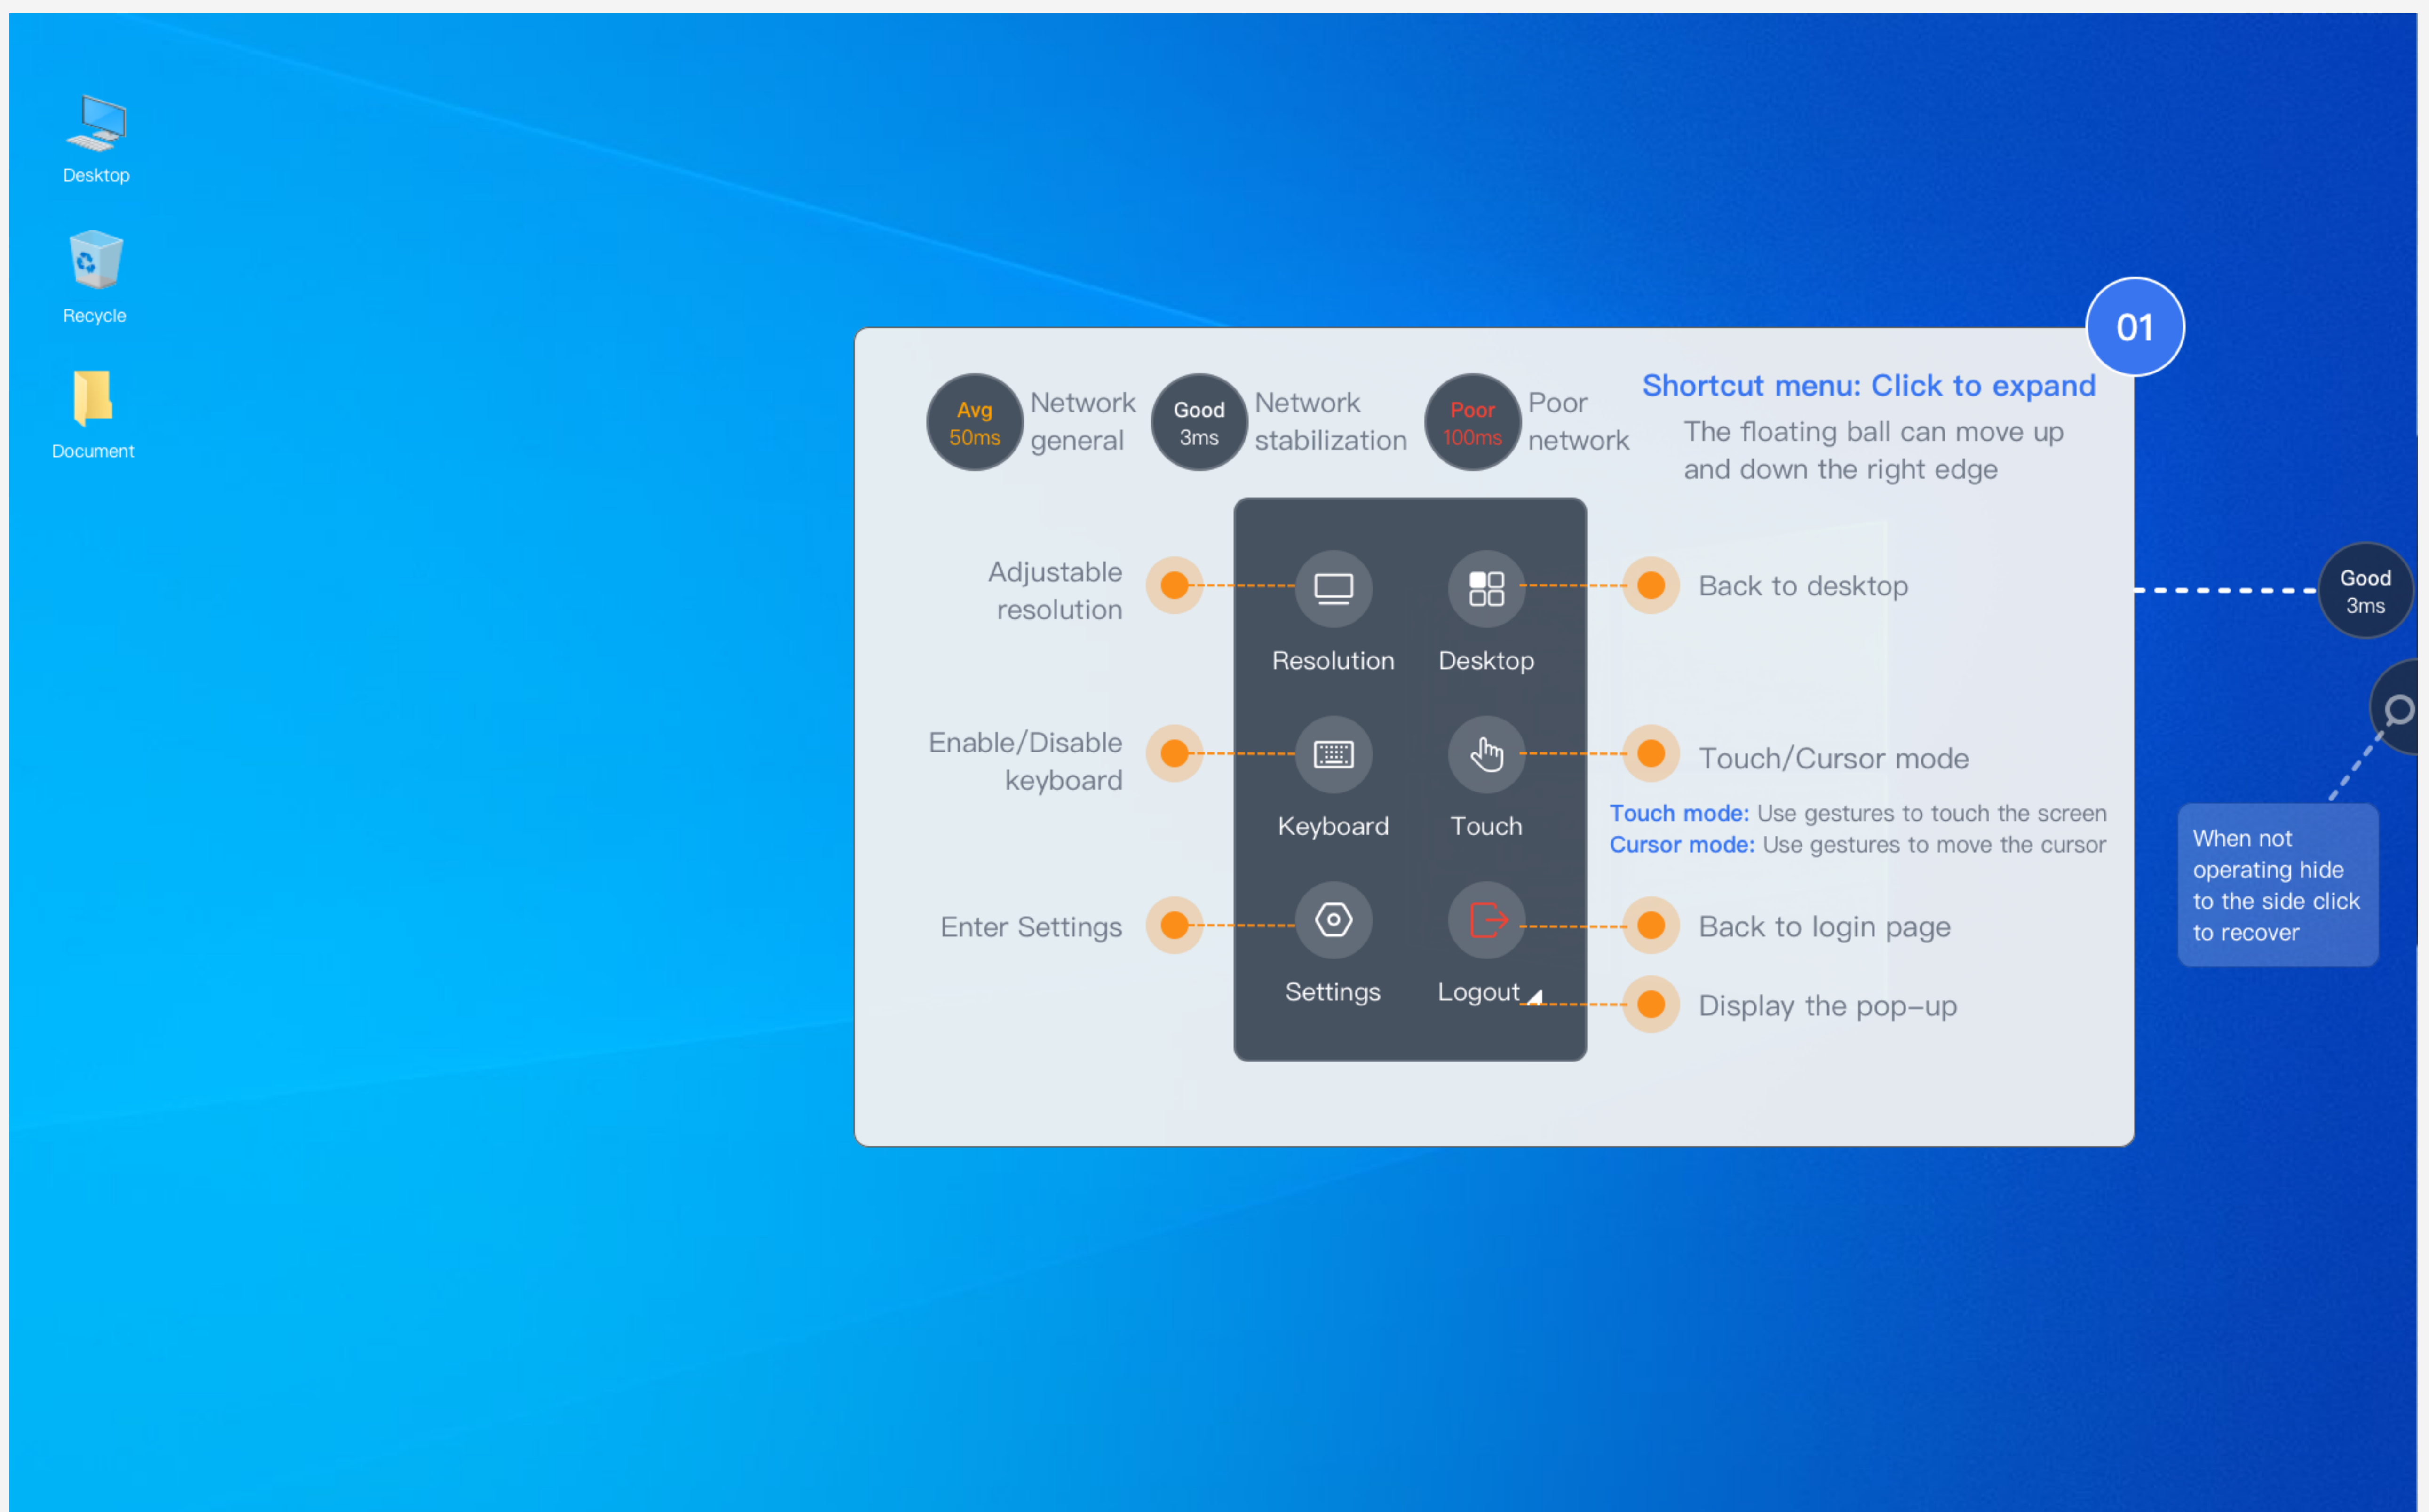 Desktop
Recycle
Document
01
Avg
50ms
Network
general
Good
3ms
Network
stabilization
Poor
100ms
Poor
network
Shortcut menu: Click to expand
The floating ball can move up
and down the right edge
Adjustable
resolution
Resolution
Desktop
Back to desktop
Enable/Disable
keyboard
Keyboard
Touch
Touch/Cursor mode
Touch mode: Use gestures to touch the screen
Cursor mode: Use gestures to move the cursor
Enter Settings
Settings
Logout
Back to login page
Display the pop-up
Good
3ms
When not
operating hide
to the side click
to recover